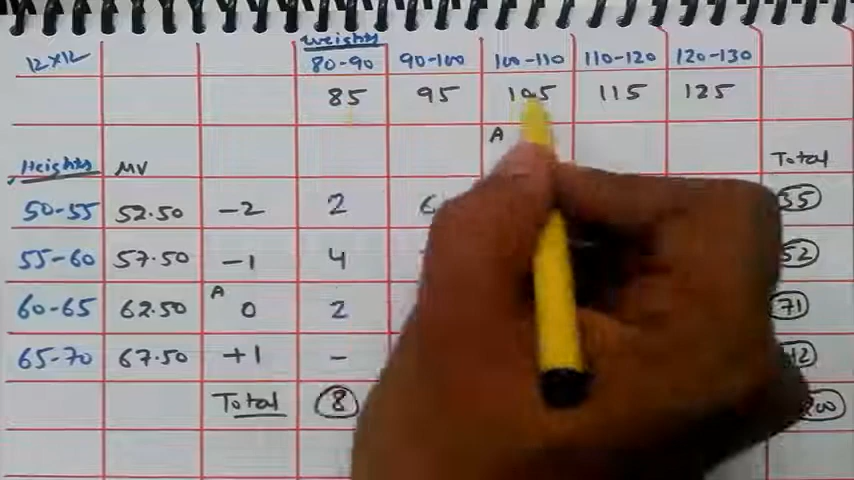 Weights
12x12 80-90 90-100 100-110 110-120 120-130
85 95 105 115 125
A
Heights MV Total
50-55 52.50 -2 2 6 35
55-60 57.50 -1 4 52
60-65 62.50 A 0 2 71
65-70 67.50 +1 -
Total 8 200